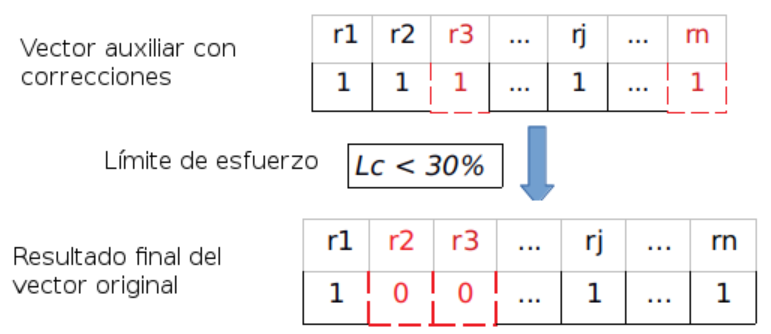 Vector auxiliar con
correcciones
r1 r2 r3 ... rj ... rn
1 1 1 ... 1 ... 1
Límite de esfuerzo
Lc < 30%
Resultado final del
vector original
r1 r2 r3 ... rj ... rn
1 0 0 ... 1 ... 1